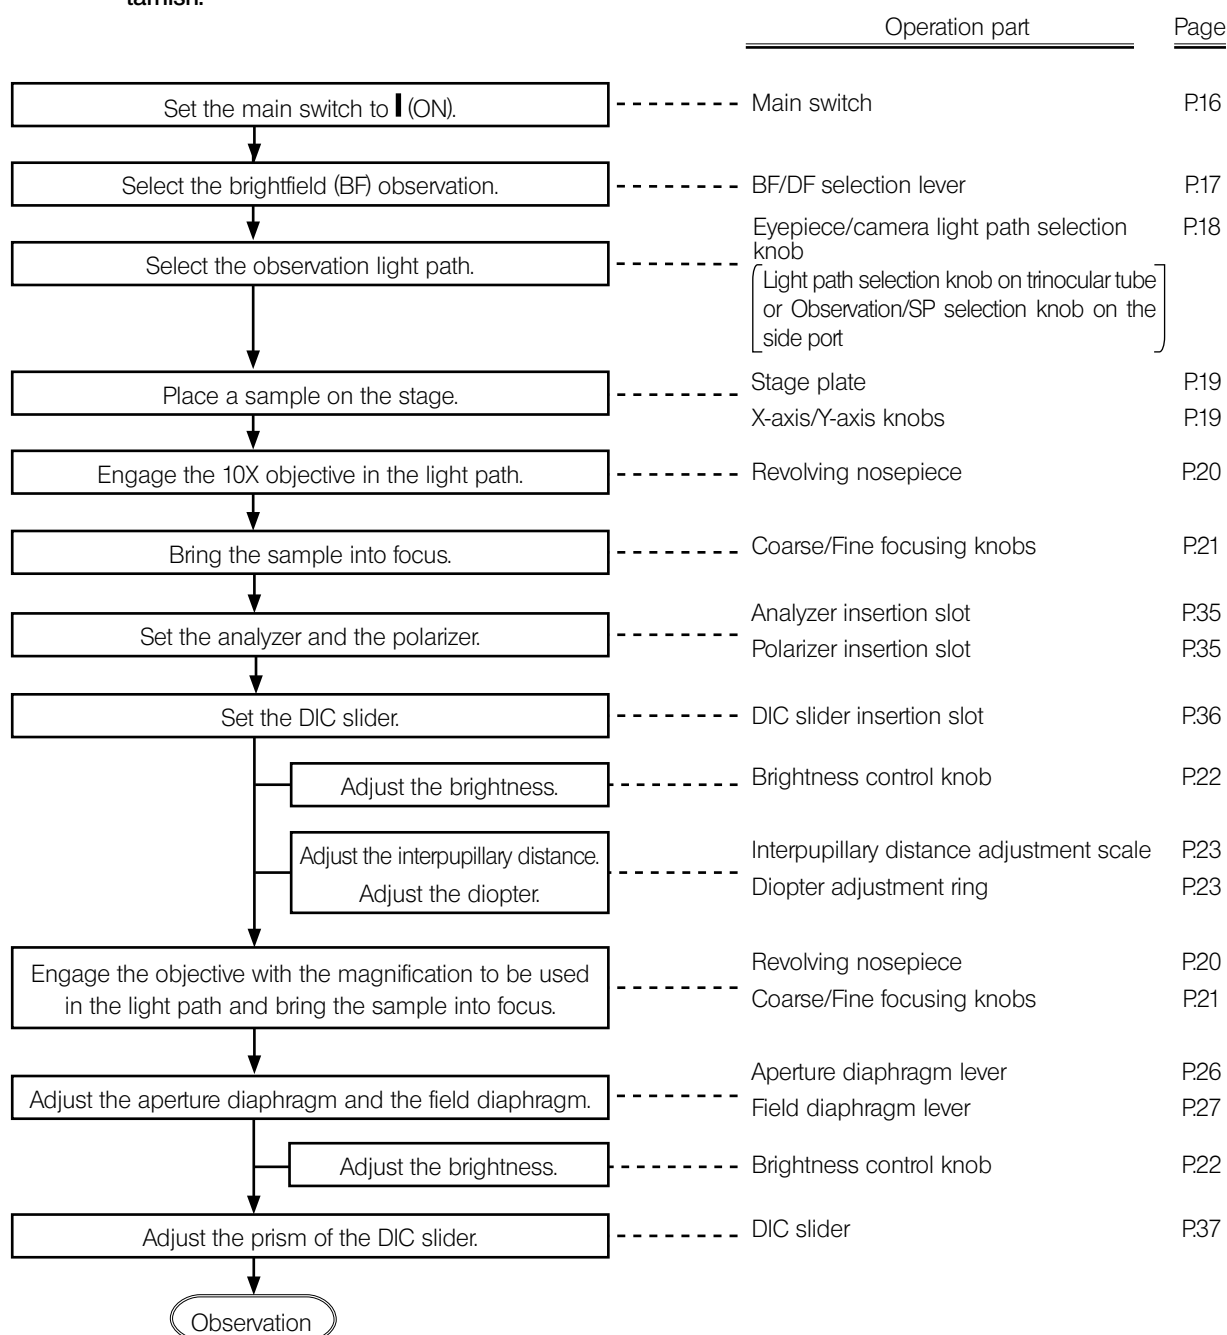 tarnish.
Operation part Page
Set the main switch to I (ON). Main switch P.16
Select the brightfield (BF) observation. BF/DF selection lever P.17
Eyepiece/camera light path selection P.18
knob
Select the observation light path.
Light path selection knob on trinocular tube
or Observation/SP selection knob on the
side port
Place a sample on the stage.
Stage plate P.19
X-axis/Y-axis knobs P.19
Engage the 10X objective in the light path. Revolving nosepiece P.20
Bring the sample into focus. Coarse/Fine focusing knobs P.21
Set the analyzer and the polarizer.
Analyzer insertion slot P.35
Polarizer insertion slot P.35
Set the DIC slider. DIC slider insertion slot P.36
Adjust the brightness. Brightness control knob P.22
Adjust the interpupillary distance. Interpupillary distance adjustment scale P.23
Adjust the diopter. Diopter adjustment ring P.23
Engage the objective with the magnification to be used Revolving nosepiece P.20
in the light path and bring the sample into focus. Coarse/Fine focusing knobs P.21
Adjust the aperture diaphragm and the field diaphragm.
Aperture diaphragm lever P.26
Field diaphragm lever P.27
Adjust the brightness. Brightness control knob P.22
Adjust the prism of the DIC slider. DIC slider P.37
Observation